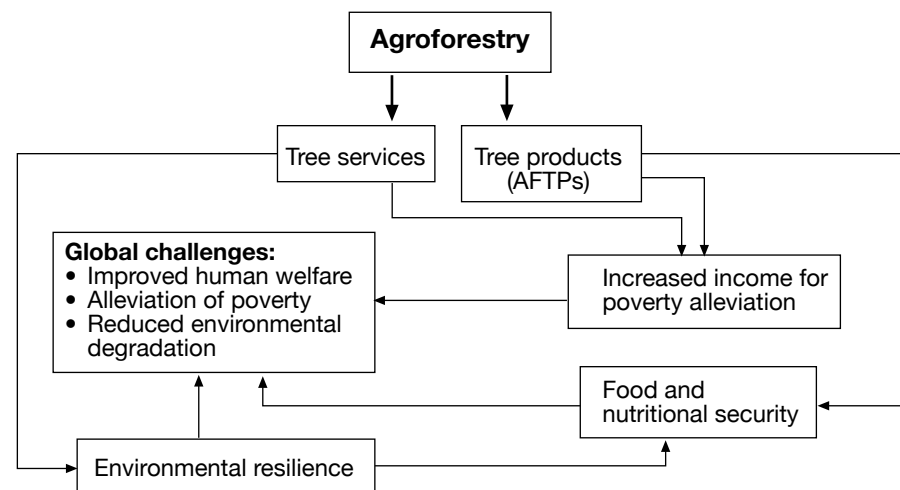 Agroforestry
Tree services
Tree products
(AFTPs)
Global challenges:
• Improved human welfare
• Alleviation of poverty
• Reduced environmental
degradation
Increased income for
poverty alleviation
Food and
nutritional security
Environmental resilience